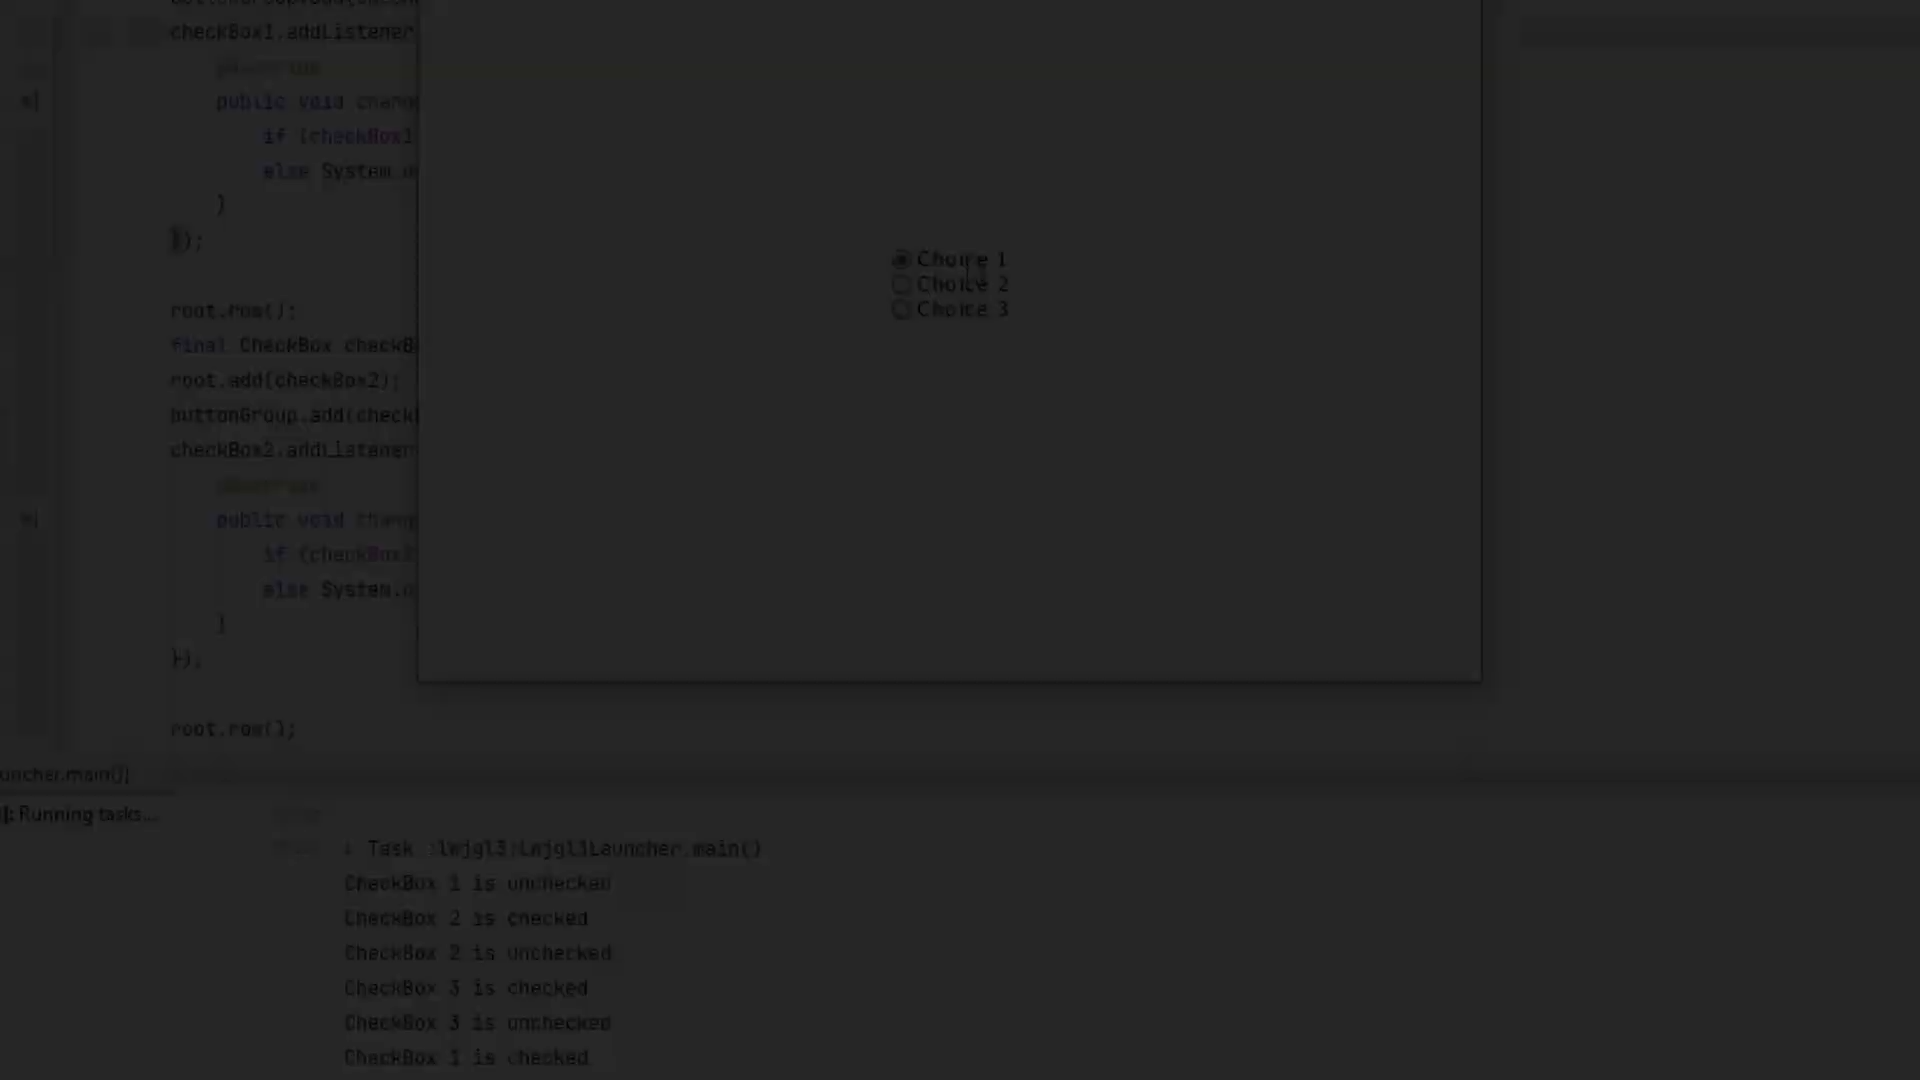 checkBox1.addListener
public void chang
if (checkBox1
else System.o
}
});
root.row();
final CheckBox checkB
root.add(checkBox2);
buttonGroup.add(check
checkBox2.addListener
public void chang
if (checkBox2
else System.o
}
});
root.row();
Choice 1
Choice 2
Choice 3
uncher.main()]
]: Running tasks...
> Task :lwjgl3:Lwjgl3Launcher.main()
CheckBox 1 is unchecked
CheckBox 2 is checked
CheckBox 2 is unchecked
CheckBox 3 is checked
CheckBox 3 is unchecked
CheckBox 1 is checked